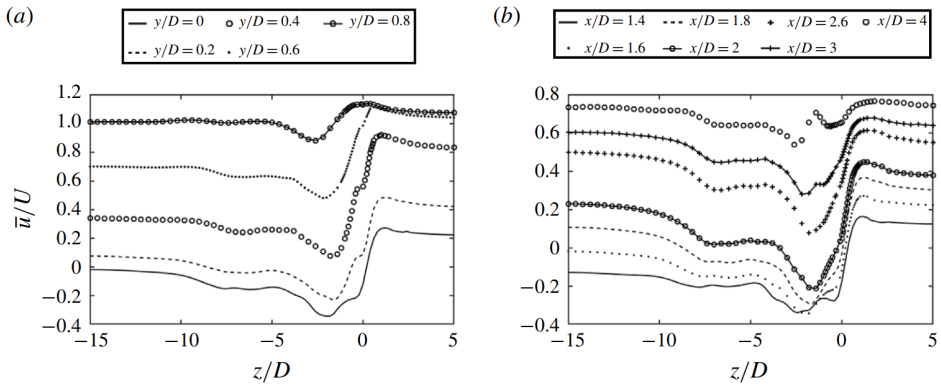 (a)
y/D = 0 y/D = 0.4 y/D = 0.8
y/D = 0.2 y/D = 0.6
1.2
1.0
0.8
0.6
0.4
0.2
0
−0.2
−0.4
u̅/U
−15 −10 −5 0 5
z/D
(b)
x/D = 1.4 x/D = 1.8 x/D = 2.6 x/D = 4
x/D = 1.6 x/D = 2 x/D = 3
0.8
0.6
0.4
0.2
0
−0.2
−0.4
−15 −10 −5 0 5
z/D